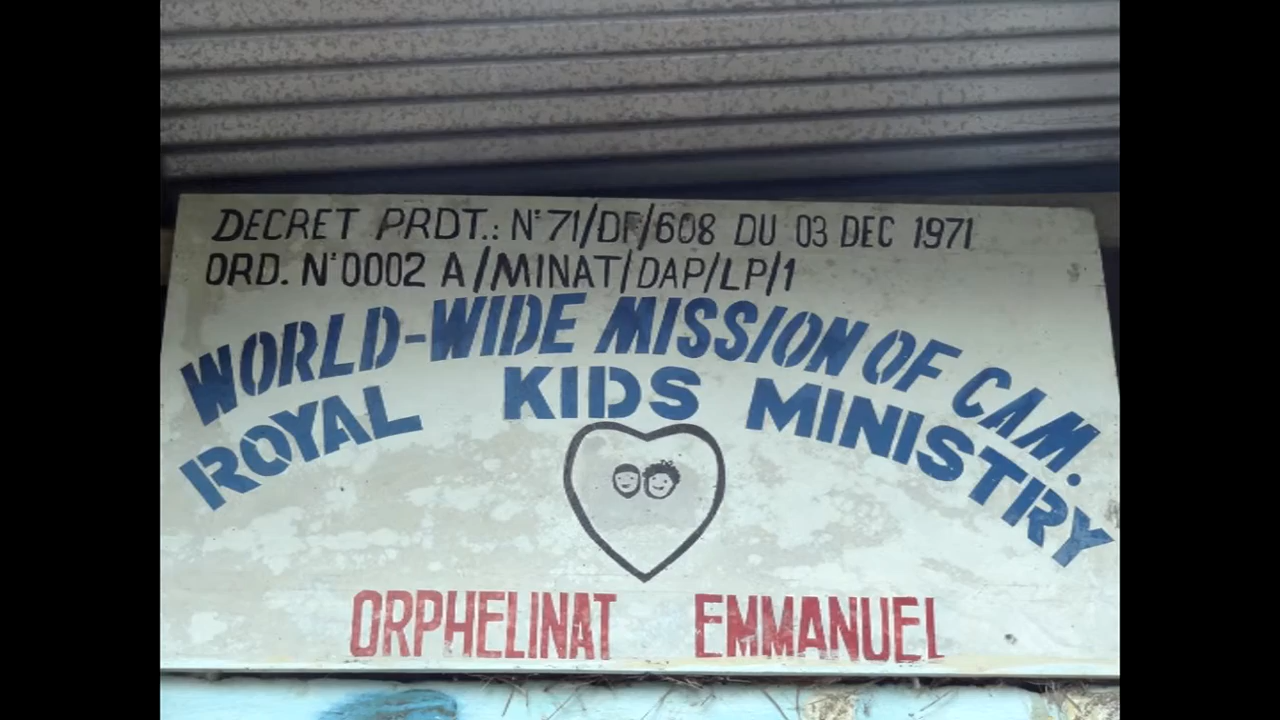 DECRET PRDT.: N°71/DF/608 DU 03 DEC 1971
ORD. N°0002 A/MINAT/DAP/LP/1
WORLD-WIDE MISSION OF CAM.
ROYAL KIDS MINISTRY
ORPHELINAT EMMANUEL